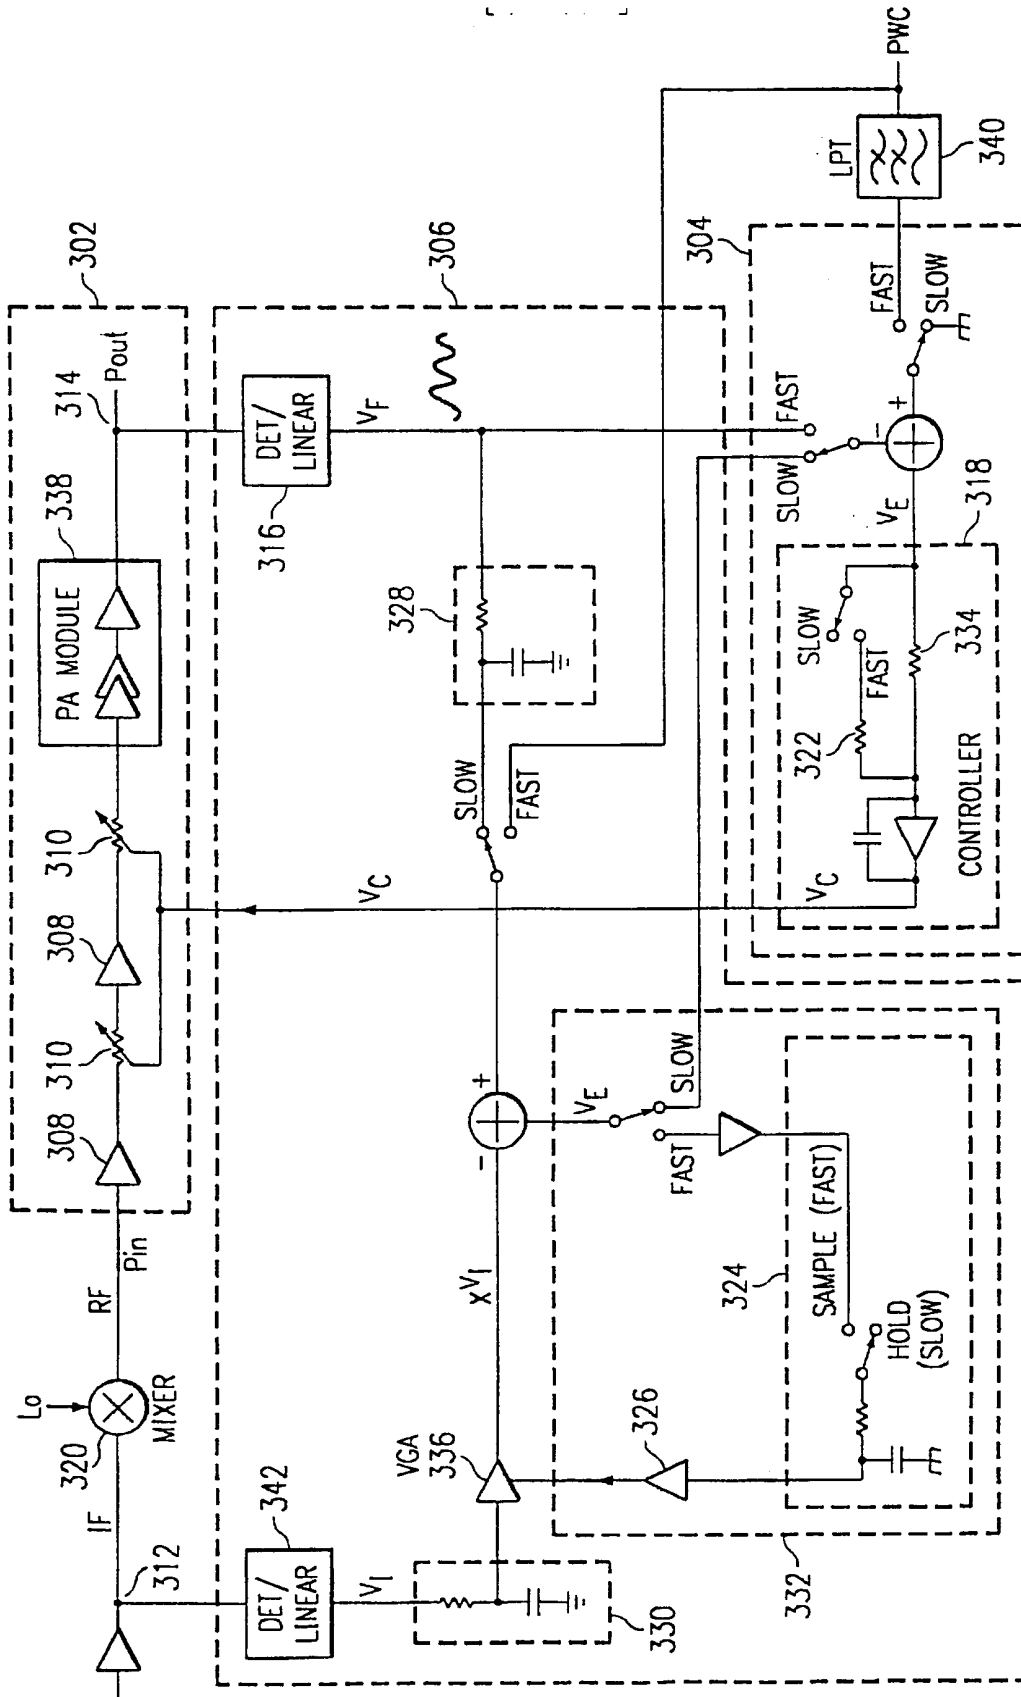 Lo
IF
RF
Pin
MIXER
320
312
308
310
308
310
PA MODULE
338
314
Pout
302
342
DET/
LINEAR
VI
330
VGA
336
XVI
-
+
VE
SLOW
FAST
326
332
324
SAMPLE (FAST)
HOLD
(SLOW)
VC
SLOW
FAST
328
316
DET/
LINEAR
VF
306
304
SLOW
FAST
-
+
FAST
SLOW
VE
318
SLOW
FAST
322
334
CONTROLLER
VC
LPT
340
PWC